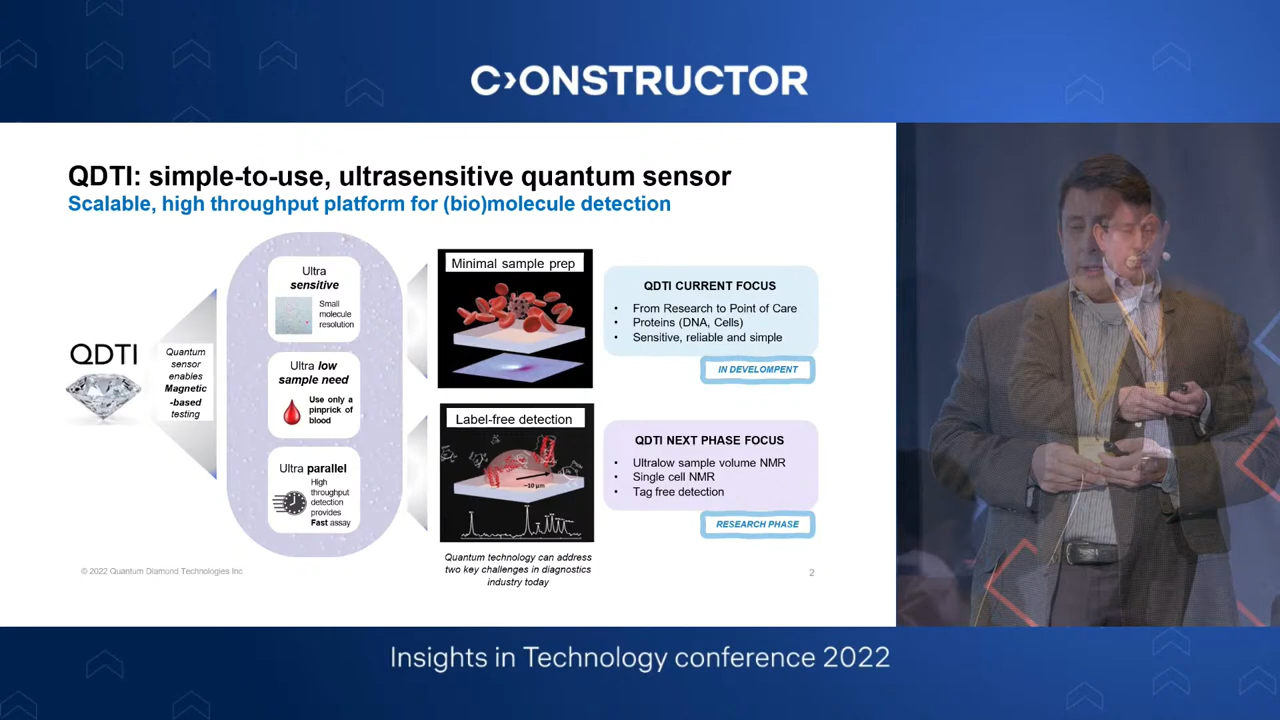 C›ONSTRUCTOR
QDTI: simple-to-use, ultrasensitive quantum sensor
Scalable, high throughput platform for (bio)molecule detection
QDTI
Quantum
sensor
enables
Magnetic
-based
testing
Ultra
sensitive
Small
molecule
resolution
Ultra low
sample need
Use only a
pinprick of
blood
Ultra parallel
High
throughput
detection
provides
Fast assay
Minimal sample prep
Label-free detection
~10 µm
Quantum technology can address
two key challenges in diagnostics
industry today
QDTI CURRENT FOCUS
• From Research to Point of Care
• Proteins (DNA, Cells)
• Sensitive, reliable and simple
IN DEVELOPMENT
QDTI NEXT PHASE FOCUS
• Ultralow sample volume NMR
• Single cell NMR
• Tag free detection
RESEARCH PHASE
© 2022 Quantum Diamond Technologies Inc
2
Insights in Technology conference 2022